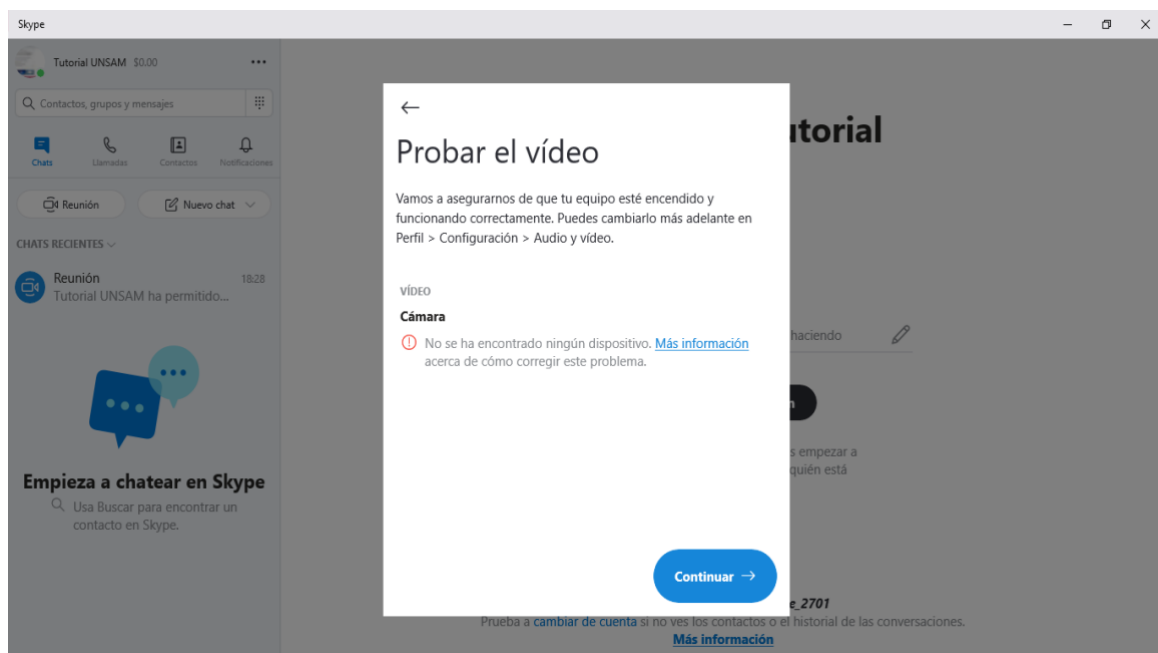 Skype
Tutorial UNSAM $0.00
Contactos, grupos y mensajes
Chats
Llamadas
Contactos
Notificaciones
Reunión
Nuevo chat
CHATS RECIENTES
Reunión
18:28
Tutorial UNSAM ha permitido...
Empieza a chatear en Skype
Usa Buscar para encontrar un
contacto en Skype.
Probar el vídeo
Vamos a asegurarnos de que tu equipo esté encendido y
funcionando correctamente. Puedes cambiarlo más adelante en
Perfil > Configuración > Audio y vídeo.
VÍDEO
Cámara
No se ha encontrado ningún dispositivo. Más información
acerca de cómo corregir este problema.
Continuar
utorial
haciendo
n
s empezar a
quién está
e_2701
Prueba a cambiar de cuenta si no ves los contactos o el historial de las conversaciones.
Más información